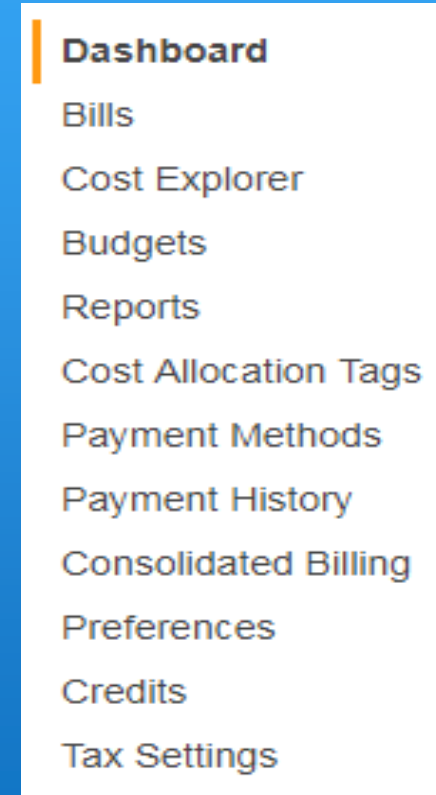 Dashboard
Bills
Cost Explorer
Budgets
Reports
Cost Allocation Tags
Payment Methods
Payment History
Consolidated Billing
Preferences
Credits
Tax Settings